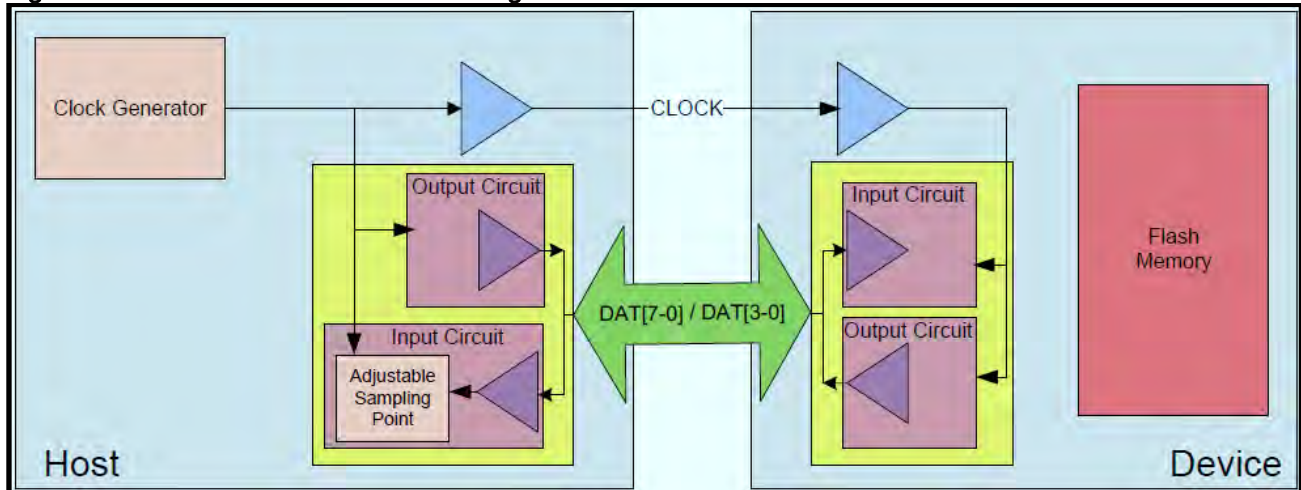 Clock Generator
CLOCK
Output Circuit
Input Circuit
Adjustable
Sampling
Point
DAT[7-0] / DAT[3-0]
Input Circuit
Output Circuit
Flash
Memory
Host
Device